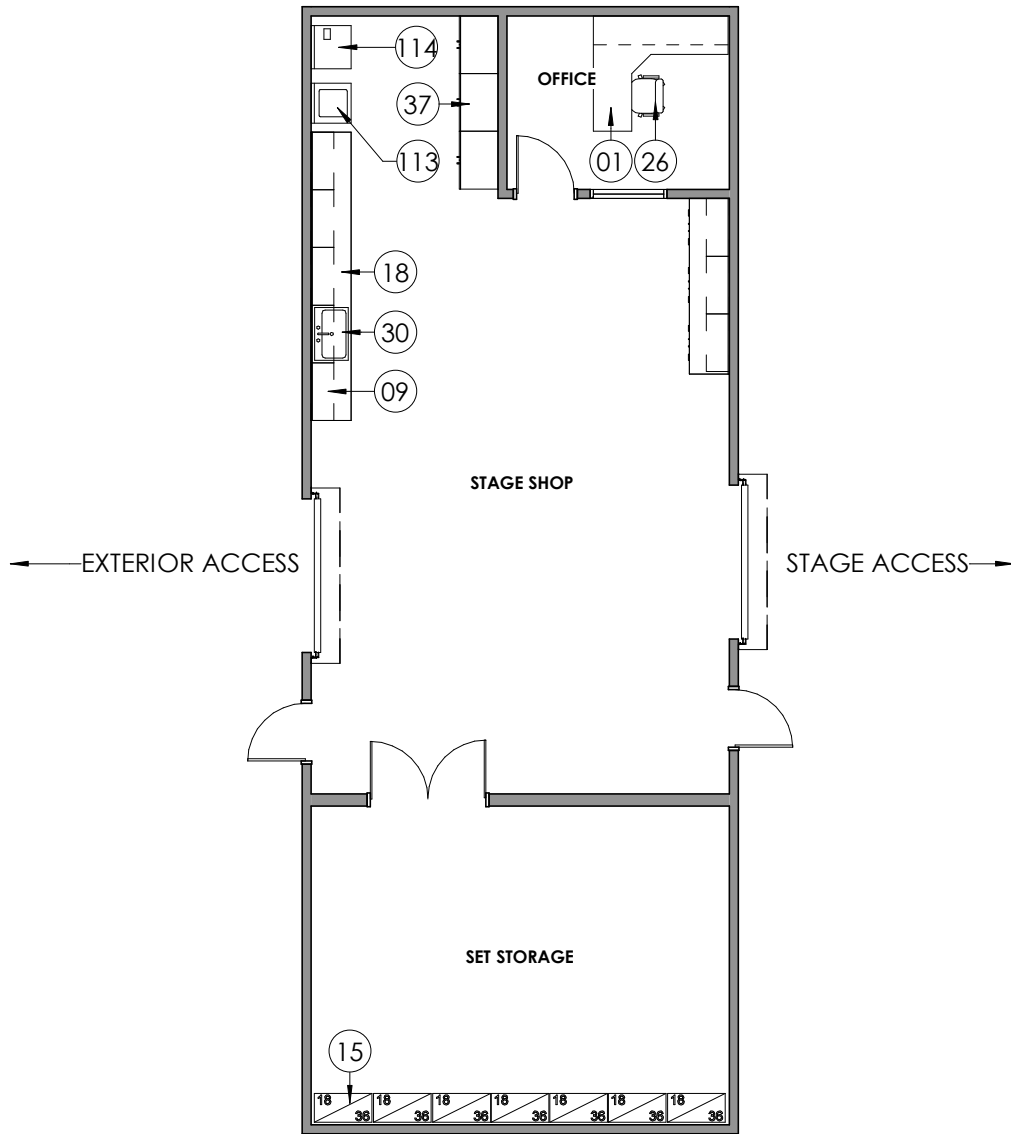 114
OFFICE
37
113
01
26
18
30
09
STAGE SHOP
EXTERIOR ACCESS
STAGE ACCESS
SET STORAGE
15
18 18 18 18 18 18 18
36 36 36 36 36 36 36